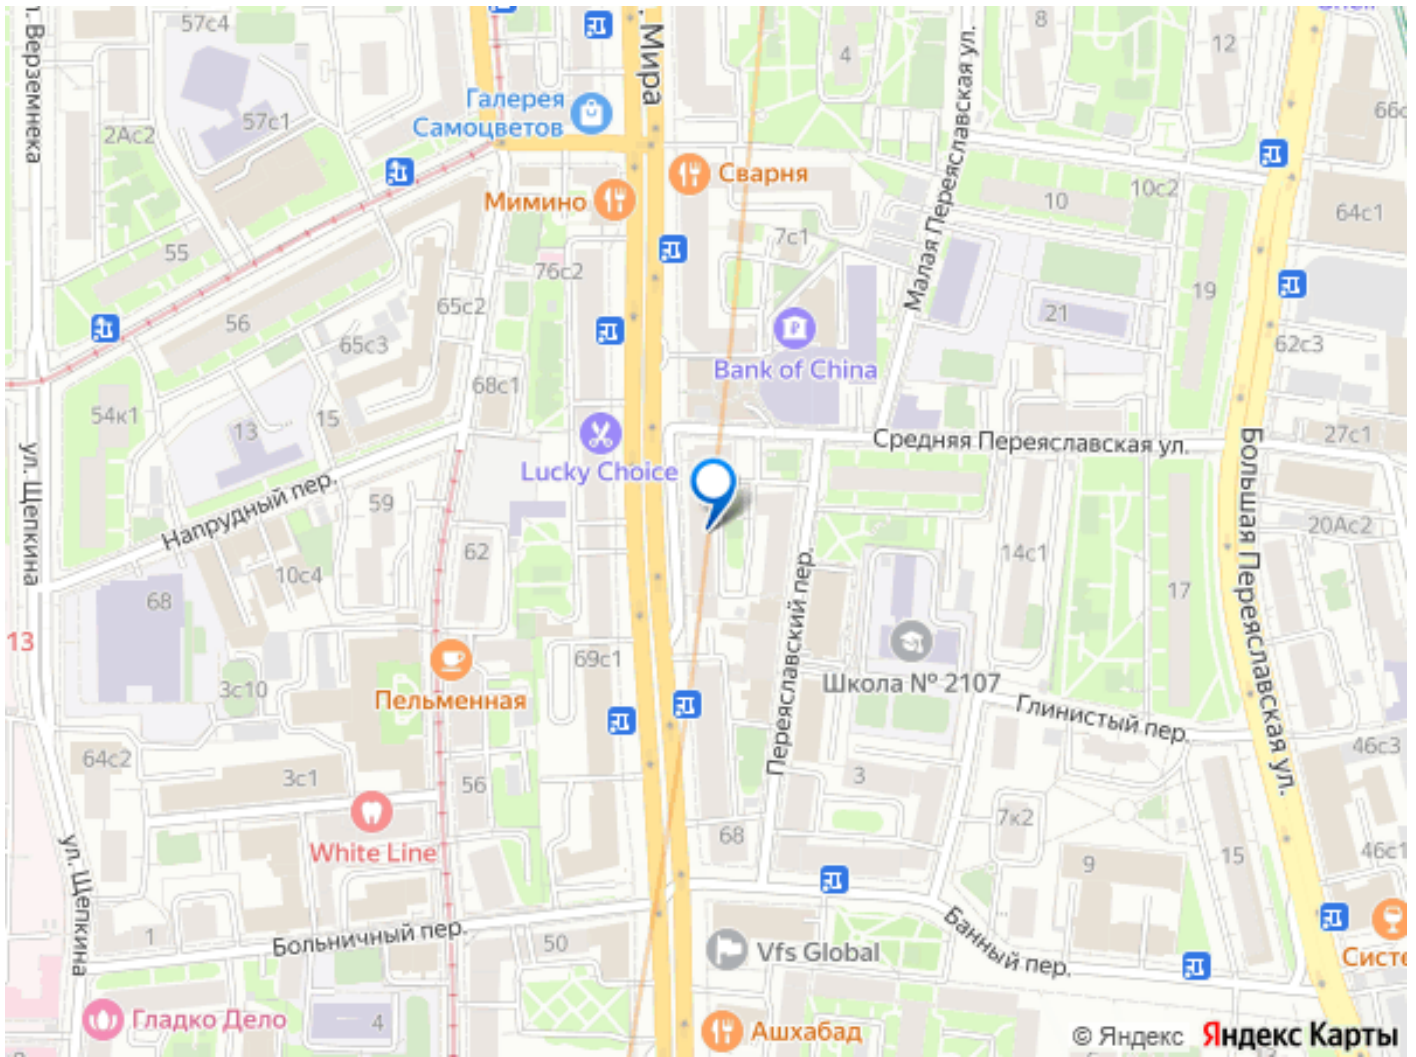 57с4
8
ул. Верземнека
Мира
4
12
Малая Переяславская ул.
Галерея
Самоцветов
57с1
2Ас2
66с
Сварня
Мимино
10
10с2
64с1
55
7с1
76с2
19
65с2
56
21
65с3
62с3
Bank of China
68с1
54к1
15
13
27с1
Средняя Переяславская ул.
Lucky Choice
ул. Щепкина
Напрудный пер.
59
Большая Переяславская ул.
20Ас2
62
14с1
10с4
17
68
Переяславский пер.
13
69с1
3с10
Школа № 2107
Пельменная
Глинистый пер.
64с2
46с3
3с1
56
3
7к2
68
White Line
15
46с1
9
ул. Щепкина
1
Больничный пер.
50
Vfs Global
Банный пер.
Систе
Гладко Дело
4
Ашхабад
© Яндекс Яндекс Карты